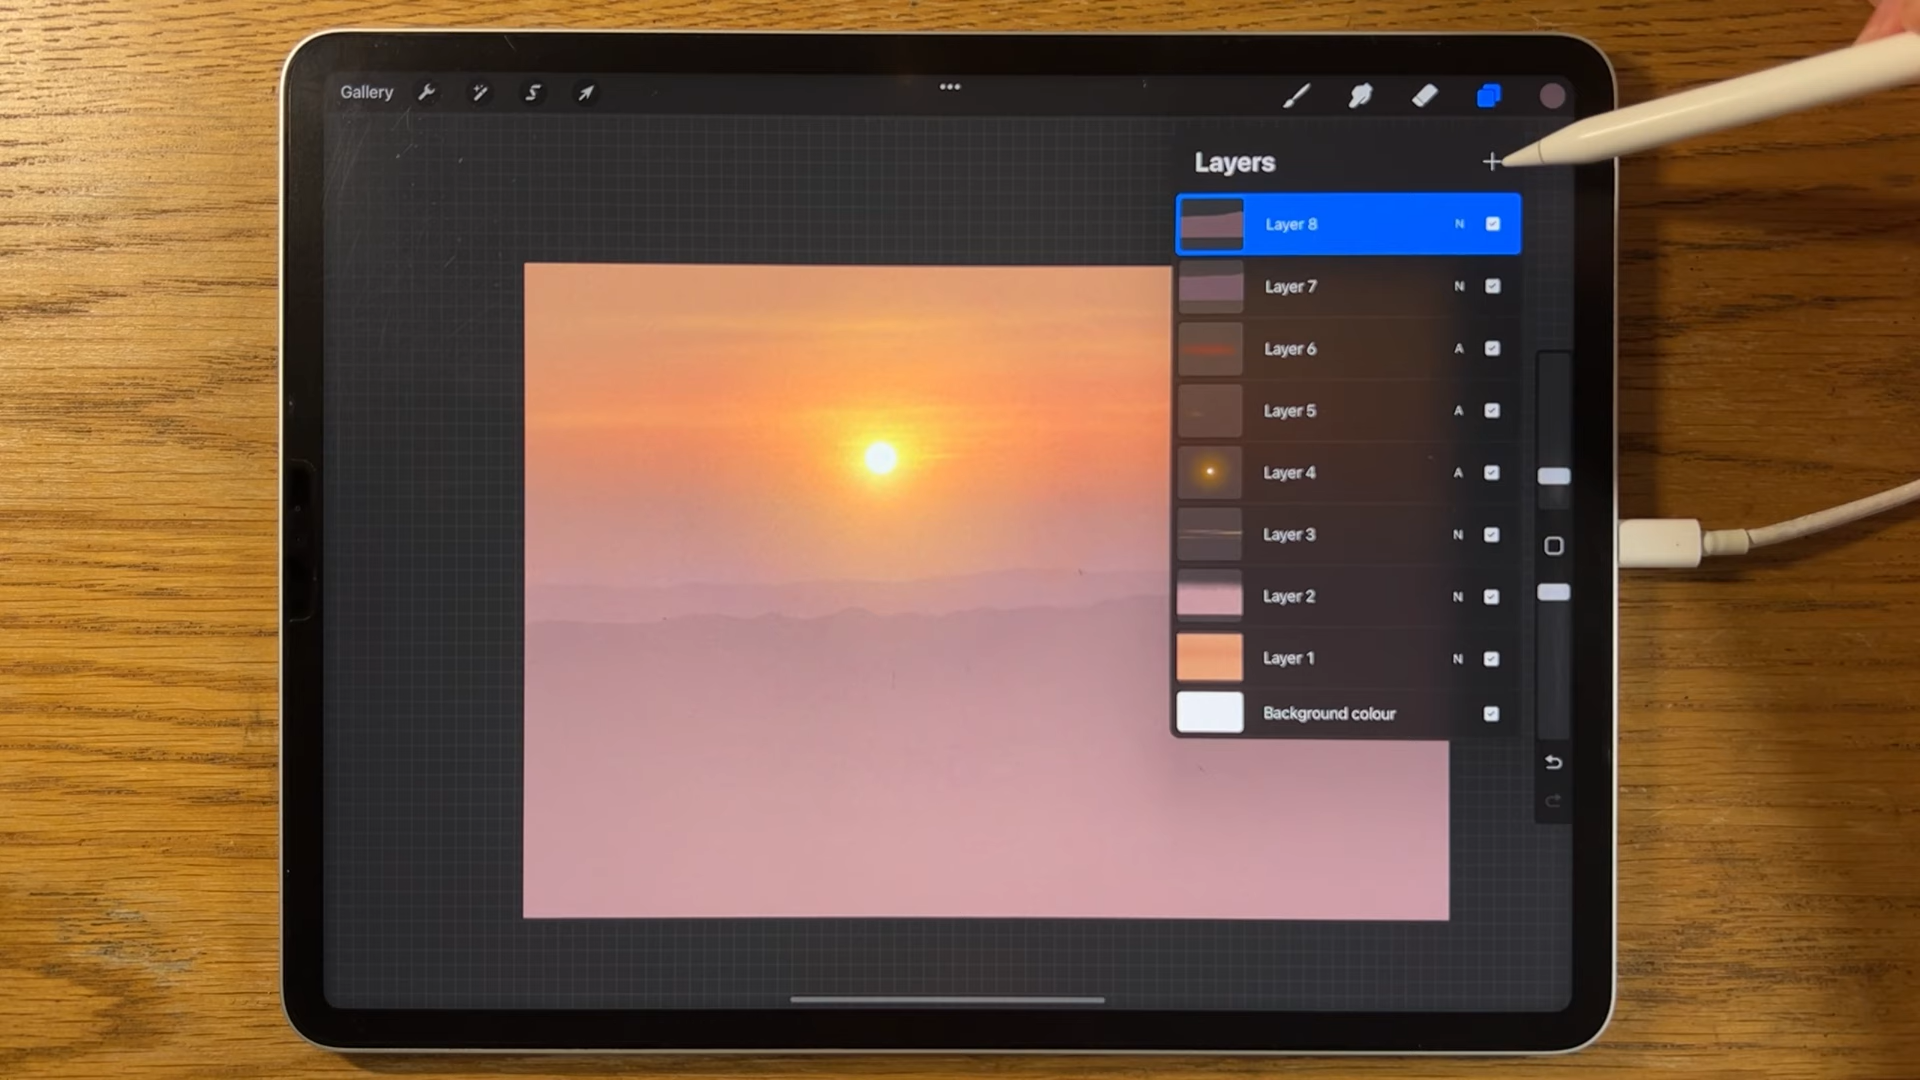 Gallery
Layers
Layer 8 N
Layer 7 N
Layer 6 A
Layer 5 A
Layer 4 A
Layer 3 N
Layer 2 N
Layer 1 N
Background colour